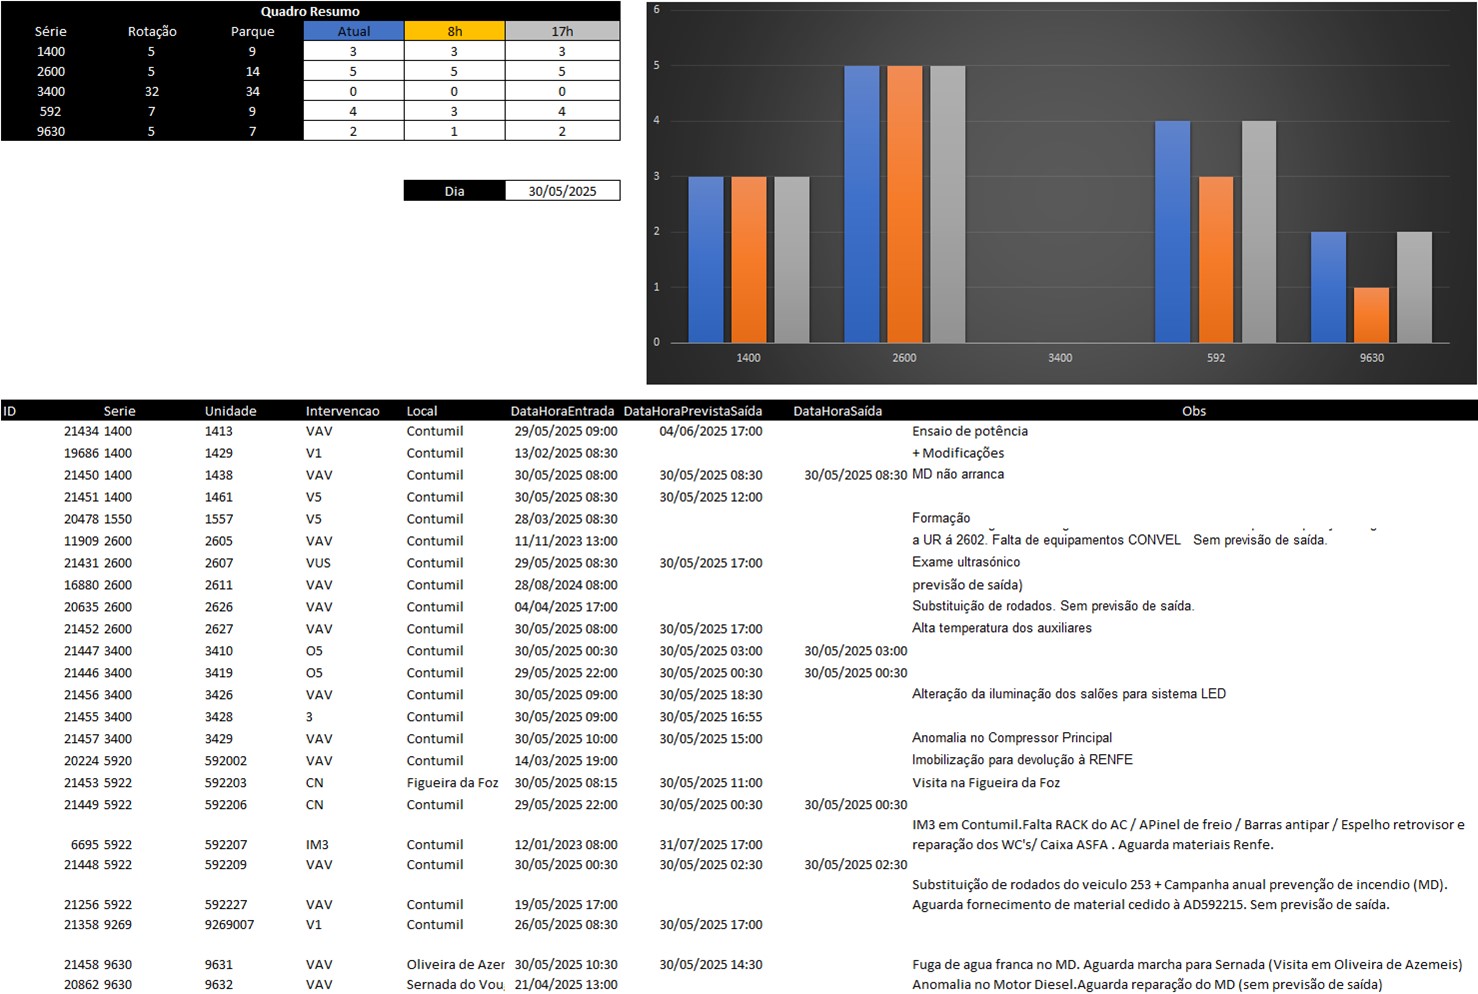 Quadro Resumo
Série Rotação Parque Atual 8h 17h
1400 5 9 3 3 3
2600 5 14 5 5 5
3400 32 34 0 0 0
592 7 9 4 3 4
9630 5 7 2 1 2
Dia 30/05/2025
6
5
4
3
2
1
0
1400 2600 3400 592 9630
ID Serie Unidade Intervencao Local DataHoraEntrada DataHoraPrevistaSaída DataHoraSaída Obs
21434 1400 1413 VAV Contumil 29/05/2025 09:00 04/06/2025 17:00 Ensaio de potência
19686 1400 1429 V1 Contumil 13/02/2025 08:30 + Modificações
21450 1400 1438 VAV Contumil 30/05/2025 08:00 30/05/2025 08:30 30/05/2025 08:30 MD não arranca
21451 1400 1461 V5 Contumil 30/05/2025 08:30 30/05/2025 12:00
20478 1550 1557 V5 Contumil 28/03/2025 08:30 Formação
11909 2600 2605 VAV Contumil 11/11/2023 13:00 a UR á 2602. Falta de equipamentos CONVEL Sem previsão de saída.
21431 2600 2607 VUS Contumil 29/05/2025 08:30 30/05/2025 17:00 Exame ultrasónico
16880 2600 2611 VAV Contumil 28/08/2024 08:00 previsão de saída)
20635 2600 2626 VAV Contumil 04/04/2025 17:00 Substituição de rodados. Sem previsão de saída.
21452 2600 2627 VAV Contumil 30/05/2025 08:00 30/05/2025 17:00 Alta temperatura dos auxiliares
21447 3400 3410 O5 Contumil 30/05/2025 00:30 30/05/2025 03:00 30/05/2025 03:00
21446 3400 3419 O5 Contumil 29/05/2025 22:00 30/05/2025 00:30 30/05/2025 00:30
21456 3400 3426 VAV Contumil 30/05/2025 09:00 30/05/2025 18:30 Alteração da iluminação dos salões para sistema LED
21455 3400 3428 3 Contumil 30/05/2025 09:00 30/05/2025 16:55
21457 3400 3429 VAV Contumil 30/05/2025 10:00 30/05/2025 15:00 Anomalia no Compressor Principal
20224 5920 592002 VAV Contumil 14/03/2025 19:00 Imobilização para devolução à RENFE
21453 5922 592203 CN Figueira da Foz 30/05/2025 08:15 30/05/2025 11:00 Visita na Figueira da Foz
21449 5922 592206 CN Contumil 29/05/2025 22:00 30/05/2025 00:30 30/05/2025 00:30
IM3 em Contumil.Falta RACK do AC / APinel de freio / Barras antipar / Espelho retrovisor e
6695 5922 592207 IM3 Contumil 12/01/2023 08:00 31/07/2025 17:00 reparação dos WC's/ Caixa ASFA . Aguarda materiais Renfe.
21448 5922 592209 VAV Contumil 30/05/2025 00:30 30/05/2025 02:30 30/05/2025 02:30
Substituição de rodados do veiculo 253 + Campanha anual prevenção de incendio (MD).
21256 5922 592227 VAV Contumil 19/05/2025 17:00 Aguarda fornecimento de material cedido à AD592215. Sem previsão de saída.
21358 9269 9269007 V1 Contumil 26/05/2025 08:30 30/05/2025 17:00
21458 9630 9631 VAV Oliveira de Azer 30/05/2025 10:30 30/05/2025 14:30 Fuga de agua franca no MD. Aguarda marcha para Sernada (Visita em Oliveira de Azemeis)
20862 9630 9632 VAV Sernada do Vou 21/04/2025 13:00 Anomalia no Motor Diesel.Aguarda reparação do MD (sem previsão de saída)